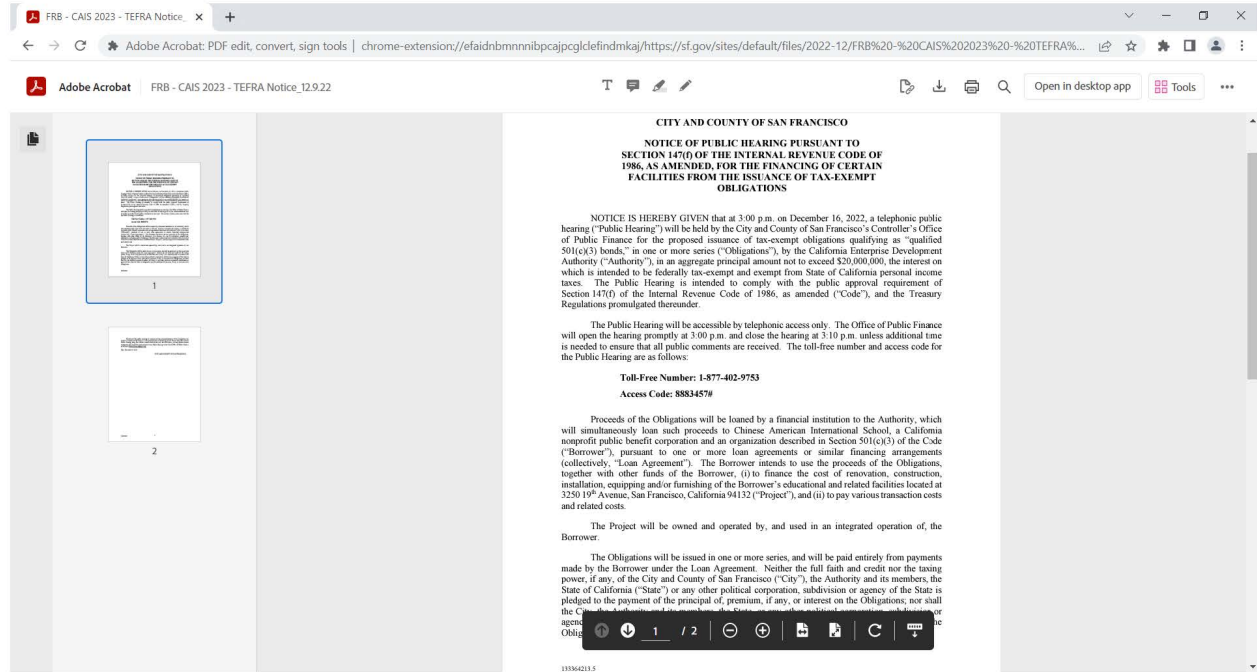 FRB - CAIS 2023 - TEFRA Notice_
Adobe Acrobat: PDF edit, convert, sign tools | chrome-extension://efaidnbmnnnibpcajpcglclefindmkaj/https://sf.gov/sites/default/files/2022-12/FRB%20-%20CAIS%202023%20-%20TEFRA%...
Adobe Acrobat FRB - CAIS 2023 - TEFRA Notice_12.9.22
Open in desktop app
Tools
1
2
CITY AND COUNTY OF SAN FRANCISCO
NOTICE OF PUBLIC HEARING PURSUANT TO
SECTION 147(f) OF THE INTERNAL REVENUE CODE OF
1986, AS AMENDED, FOR THE FINANCING OF CERTAIN
FACILITIES FROM THE ISSUANCE OF TAX-EXEMPT
OBLIGATIONS
NOTICE IS HEREBY GIVEN that at 3:00 p.m. on December 16, 2022, a telephonic public
hearing ("Public Hearing") will be held by the City and County of San Francisco's Controller's Office
of Public Finance for the proposed issuance of tax-exempt obligations qualifying as "qualified
501(c)(3) bonds," in one or more series ("Obligations"), by the California Enterprise Development
Authority ("Authority"), in an aggregate principal amount not to exceed $20,000,000, the interest on
which is intended to be federally tax-exempt and exempt from State of California personal income
taxes. The Public Hearing is intended to comply with the public approval requirement of
Section 147(f) of the Internal Revenue Code of 1986, as amended ("Code"), and the Treasury
Regulations promulgated thereunder.
The Public Hearing will be accessible by telephonic access only. The Office of Public Finance
will open the hearing promptly at 3:00 p.m. and close the hearing at 3:10 p.m. unless additional time
is needed to ensure that all public comments are received. The toll-free number and access code for
the Public Hearing are as follows:
Toll-Free Number: 1-877-402-9753
Access Code: 8883457#
Proceeds of the Obligations will be loaned by a financial institution to the Authority, which
will simultaneously loan such proceeds to Chinese American International School, a California
nonprofit public benefit corporation and an organization described in Section 501(c)(3) of the Code
("Borrower"), pursuant to one or more loan agreements or similar financing arrangements
(collectively, "Loan Agreement"). The Borrower intends to use the proceeds of the Obligations,
together with other funds of the Borrower, (i) to finance the cost of renovation, construction,
installation, equipping and/or furnishing of the Borrower's educational and related facilities located at
3250 19th Avenue, San Francisco, California 94132 ("Project"), and (ii) to pay various transaction costs
and related costs.
The Project will be owned and operated by, and used in an integrated operation of, the
Borrower.
The Obligations will be issued in one or more series, and will be paid entirely from payments
made by the Borrower under the Loan Agreement. Neither the full faith and credit nor the taxing
power, if any, of the City and County of San Francisco ("City"), the Authority and its members, the
State of California ("State") or any other political corporation, subdivision or agency of the State is
pledged to the payment of the principal of, premium, if any, or interest on the Obligations; nor shall
the City, the Authority and its members, the State, or any other political corporation, subdivision or
1 / 2
133364213.5